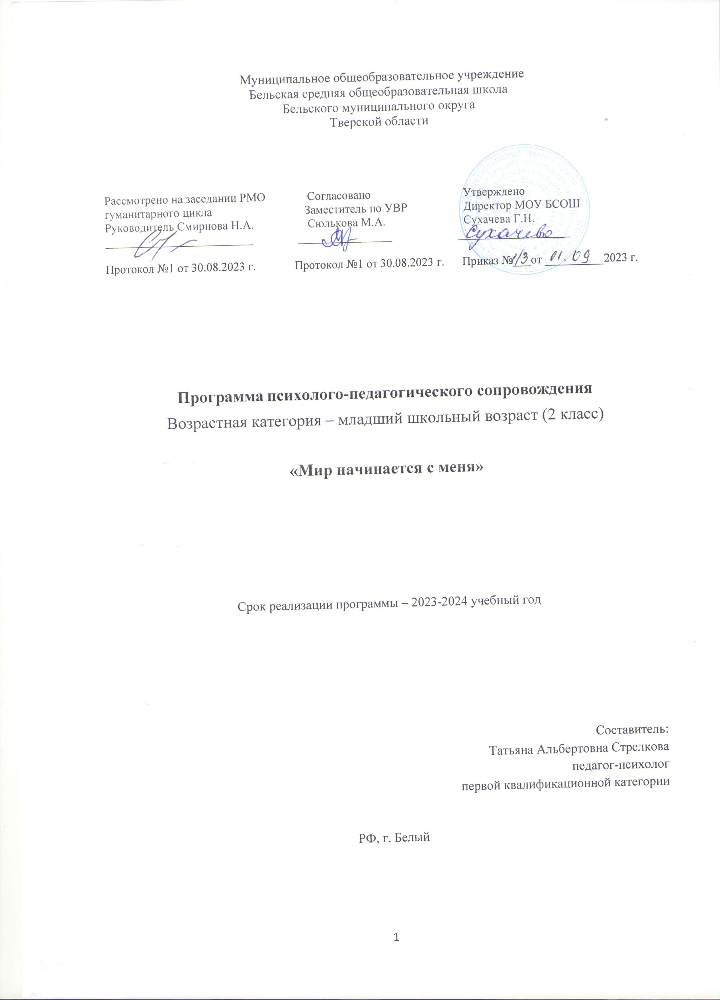 Муниципальное общеобразовательное учреждение
Бельская средняя общеобразовательная школа
Бельского муниципального округа
Тверской области
Рассмотрено на заседании РМО
гуманитарного цикла
Руководитель Смирнова Н.А.
Протокол №1 от 30.08.2023 г.
Согласовано
Заместитель по УВР
Сюлькова М.А.
Протокол №1 от 30.08.2023 г.
Утверждено
Директор МОУ БСОШ
Сухачева Г.Н.
Сухачева
Приказ №1/3 от 01.09 2023 г.
Программа психолого-педагогического сопровождения
Возрастная категория – младший школьный возраст (2 класс)
«Мир начинается с меня»
Срок реализации программы – 2023-2024 учебный год
Составитель:
Татьяна Альбертовна Стрелкова
педагог-психолог
первой квалификационной категории
РФ, г. Белый
1